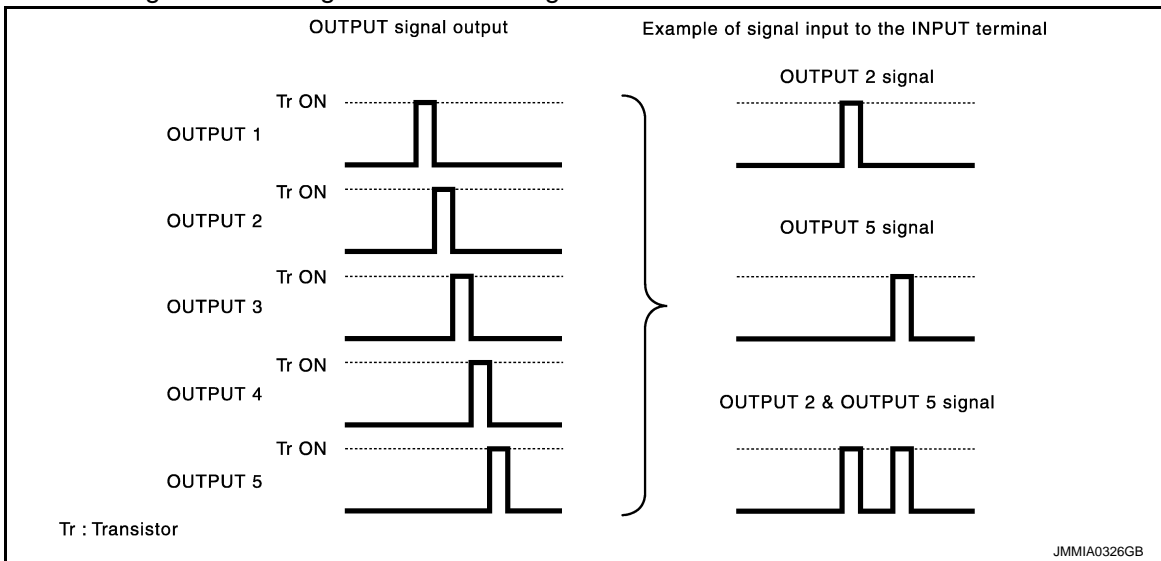 OUTPUT signal output
Example of signal input to the INPUT terminal
OUTPUT 1
Tr ON
OUTPUT 2
Tr ON
OUTPUT 3
Tr ON
OUTPUT 4
Tr ON
OUTPUT 5
Tr ON
OUTPUT 2 signal
OUTPUT 5 signal
OUTPUT 2 & OUTPUT 5 signal
Tr : Transistor
JMMIA0326GB